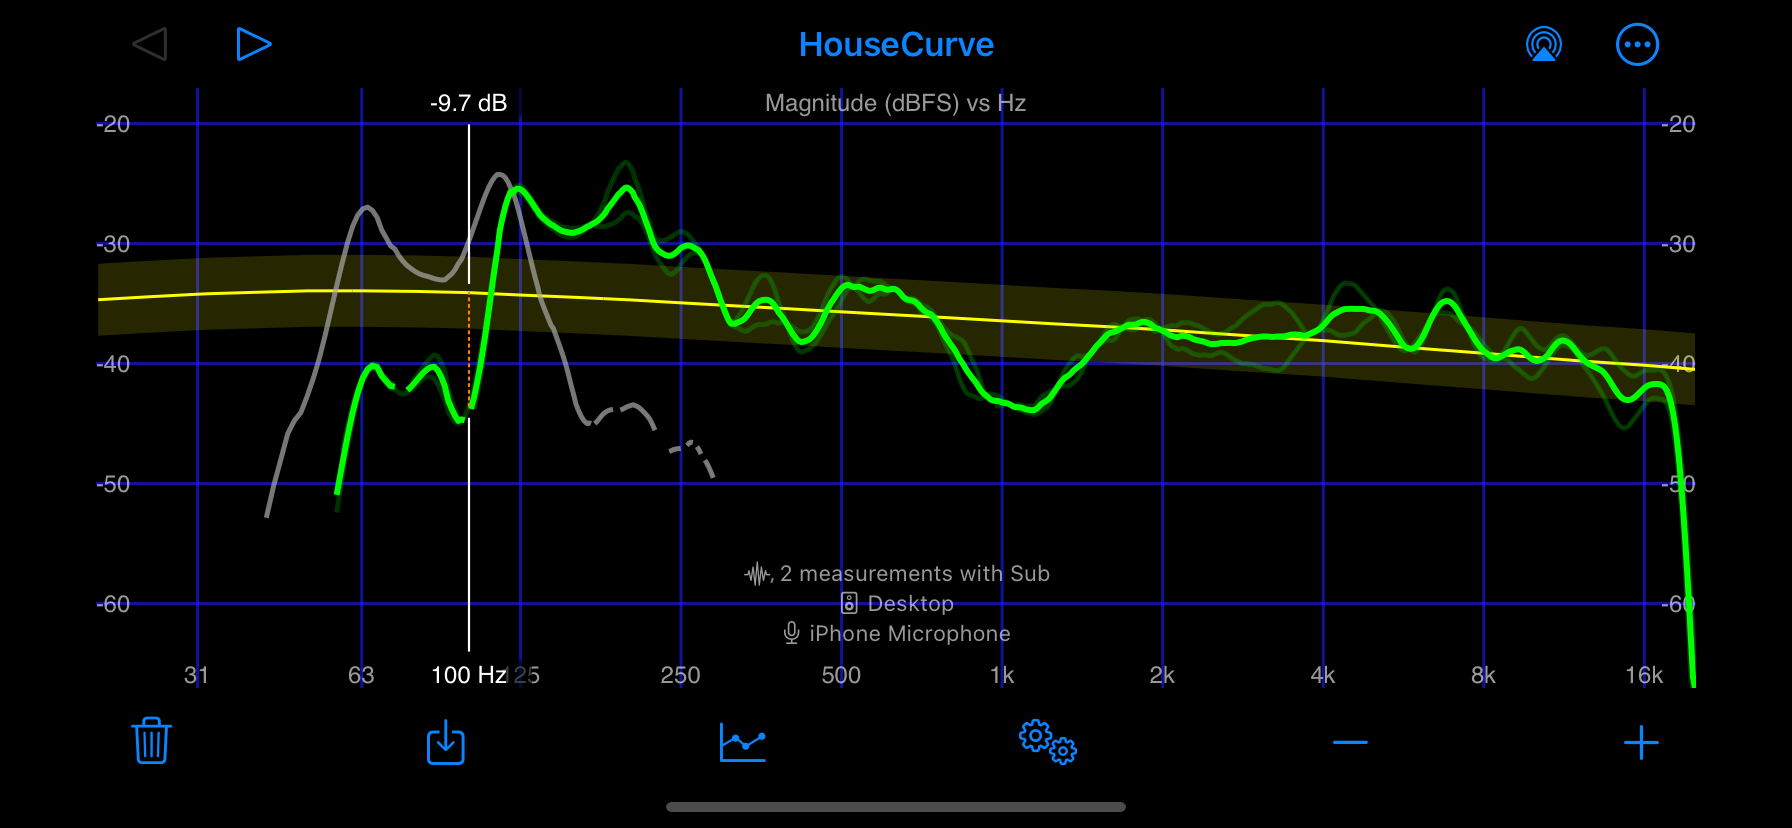 HouseCurve
-9.7 dB
Magnitude (dBFS) vs Hz
-20 -20
-30 -30
-40 -40
-50 -50
, 2 measurements with Sub
-60 Desktop -60
iPhone Microphone
31 63 100 Hz 125 250 500 1k 2k 4k 8k 16k